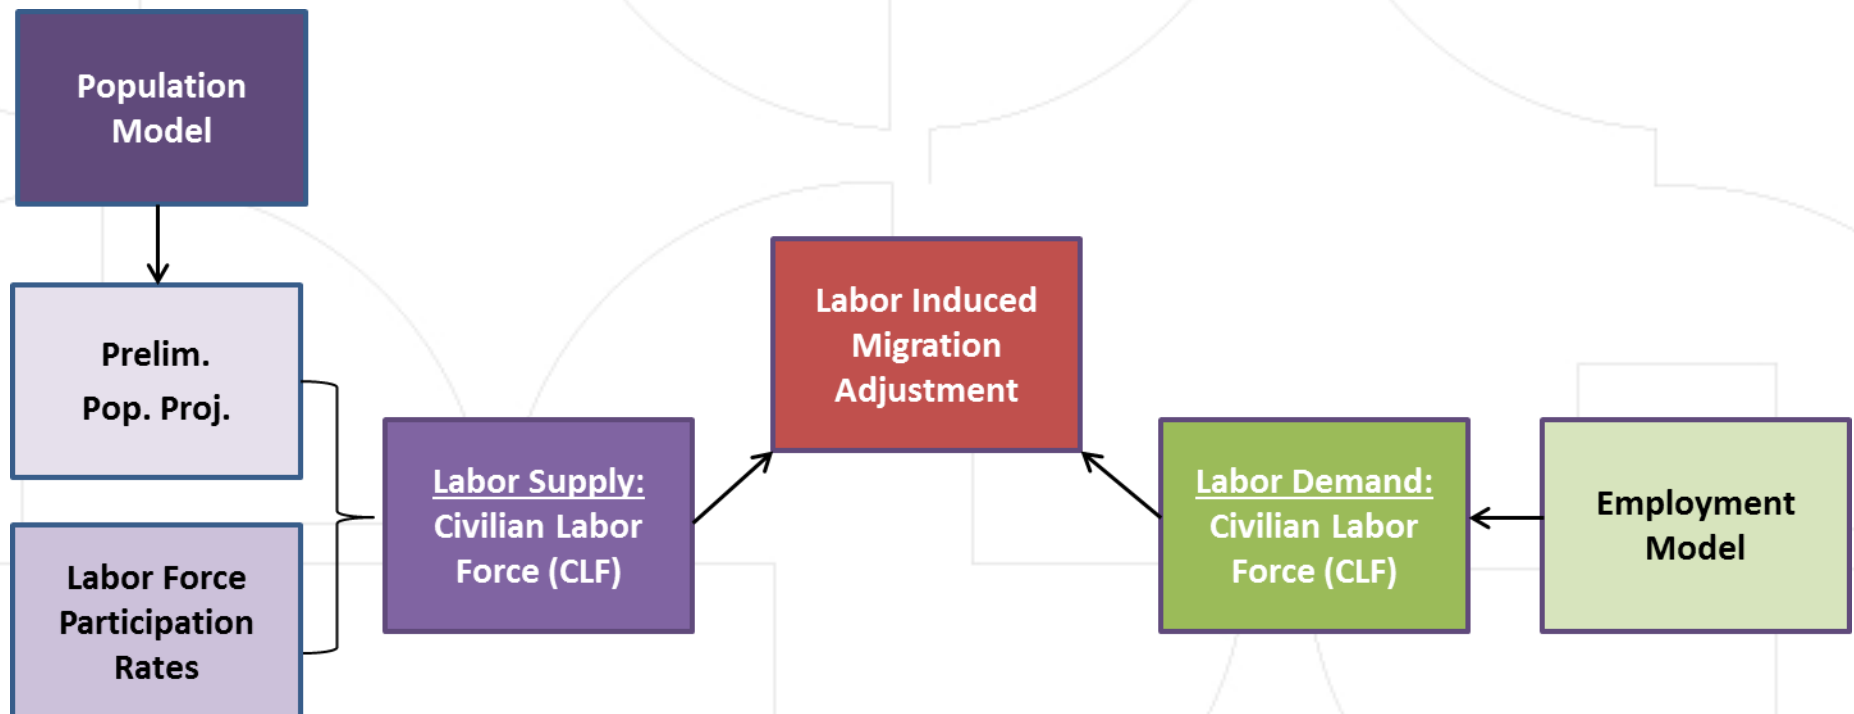 Population
Model
Prelim.
Pop. Proj.
Labor Force
Participation
Rates
Labor Supply:
Civilian Labor
Force (CLF)
Labor Induced
Migration
Adjustment
Labor Demand:
Civilian Labor
Force (CLF)
Employment
Model